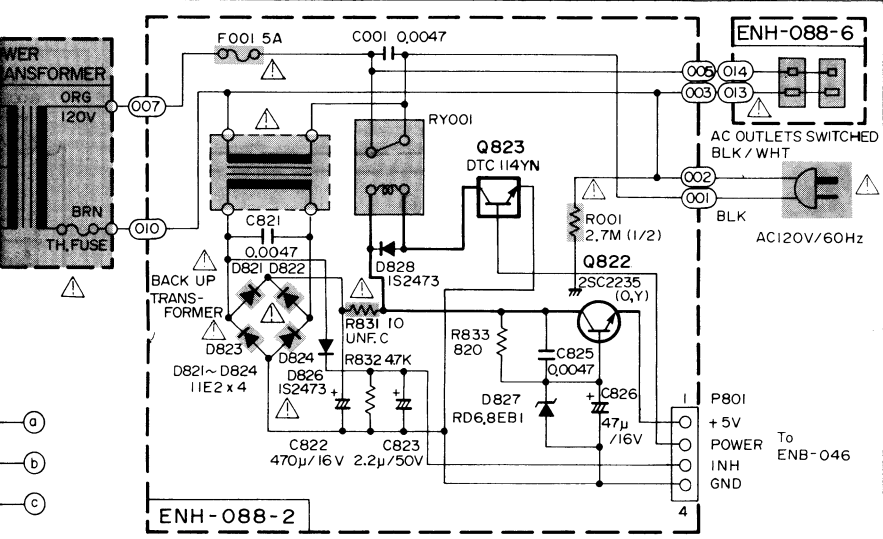 F001 5A
C001 0.0047
ENH-088-6
WER
ANSFORMER
ORG
120V
007
005
014
003
013
RY001
Q823
DTC 114YN
AC OUTLETS SWITCHED
BLK/WHT
002
001
BLK
AC120V/60Hz
BRN
TH.FUSE
010
C821
0.0047
R001
2.7M (1/2)
D821 D822
D828
1S2473
Q822
2SC2235
(O,Y)
BACK UP
TRANS-
FORMER
R831 10
UNF.C
R833
820
D823
D824
R832 4.7K
C825
0.0047
D821~D824
11E2 x 4
D826
1S2473
D827
RD6.8EB1
+
+
+
C826
47μ
/16V
C822
470μ/16V
C823
2.2μ/50V
1 P801
+5V
POWER
INH
GND
4
To
ENB-046
a
b
c
ENH-088-2